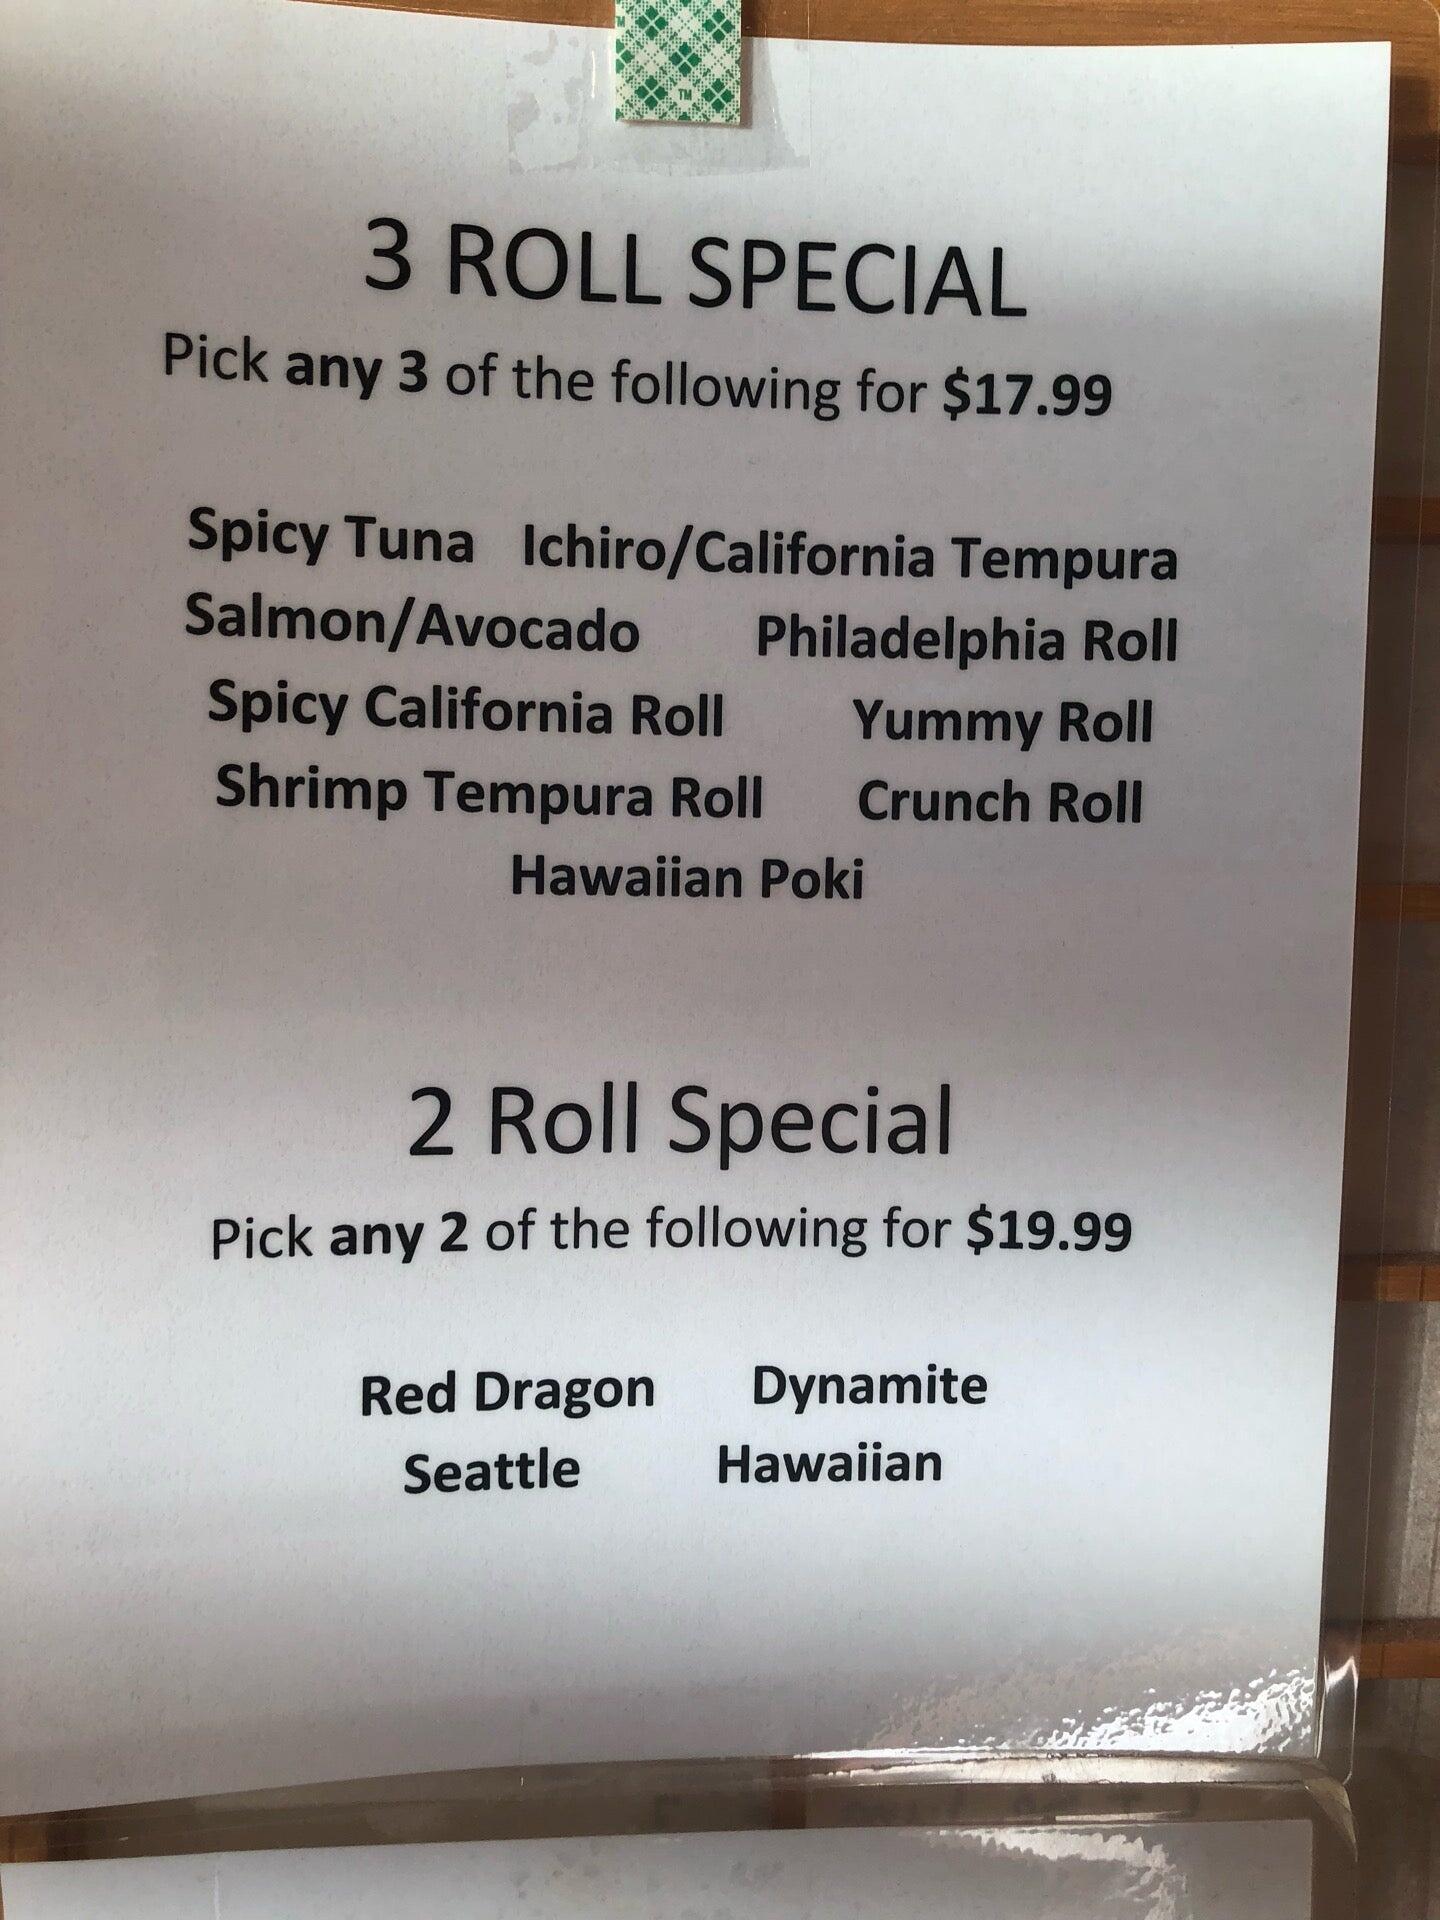 3 ROLL SPECIAL
Pick any 3 of the following for $17.99
Spicy Tuna Ichiro/California Tempura
Salmon/Avocado Philadelphia Roll
Spicy California Roll Yummy Roll
Shrimp Tempura Roll Crunch Roll
Hawaiian Poki
2 Roll Special
Pick any 2 of the following for $19.99
Red Dragon Dynamite
Seattle Hawaiian